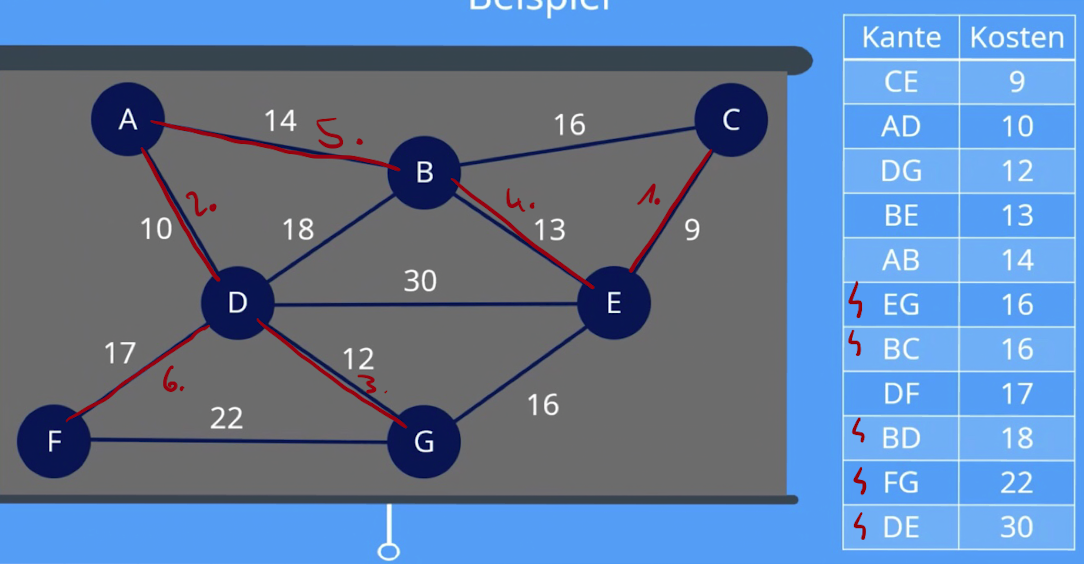 Beispiel
Kante Kosten
CE 9
AD 10
DG 12
BE 13
AB 14
EG 16
BC 16
DF 17
BD 18
FG 22
DE 30
A
14
5.
B
16
C
2.
10
18
4.
13
1.
9
D
30
E
17
6.
12
3.
16
F
22
G